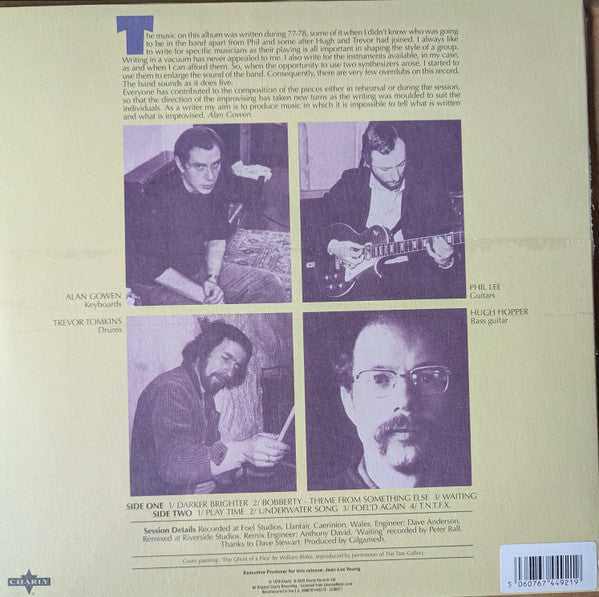 The music on this album was written during 77-78, some of it when I didn't know who was going
to be in the band apart from Phil and some after Hugh and Trevor had joined. I always like
to write for specific musicians as their playing is all important in shaping the style of a group.
Writing in a vacuum has never appealed to me. I also write for the instruments available, in my case,
as and when I can afford them. So, when the opportunity to use two synthesizers arose, I started to
use them to enlarge the sound of the band. Consequently, there are very few overdubs on this record.
The band sounds as it does live.
Everyone has contributed to the composition of the pieces either in rehearsal or during the session,
so that the direction of the improvising has taken new turns as the writing was moulded to suit the
individuals. As a writer my aim is to produce music in which it is impossible to tell what is written
and what is improvised. Alan Gowen.
ALAN GOWEN
Keyboards
PHIL LEE
Guitars
TREVOR TOMKINS
Drums
HUGH HOPPER
Bass guitar
SIDE ONE 1/ DARKER BRIGHTER 2/ BOBBERTY - THEME FROM SOMETHING ELSE 3/ WAITING
SIDE TWO 1/ PLAY TIME 2/ UNDERWATER SONG 3/ FOEL'D AGAIN 4/ T.N.T.F.X.
Session Details Recorded at Foel Studios, Llanfair, Caerinion, Wales. Engineer: Dave Anderson.
Remixed at Riverside Studios. Remix Engineer: Anthony David. 'Waiting' recorded by Peter Ball.
Thanks to Dave Stewart. Produced by Gilgamesh.
Cover painting: 'The Ghost of a Flea' by William Blake, reproduced by permission of The Tate Gallery
Executive Producer for this release: Jean-Luc Young
CHARLY
5 060767 449219